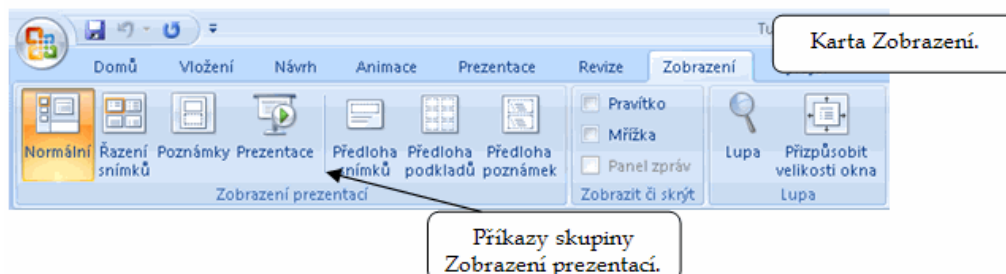 Tu
Karta Zobrazení.
Domů Vložení Návrh Animace Prezentace Revize Zobrazení
Normální Řazení snímků Poznámky Prezentace Předloha snímků Předloha podkladů Předloha poznámek
Zobrazení prezentací
Pravítko
Mřížka
Panel zpráv
Zobrazit či skrýt
Lupa Přizpůsobit velikosti okna
Lupa
Příkazy skupiny
Zobrazení prezentací.